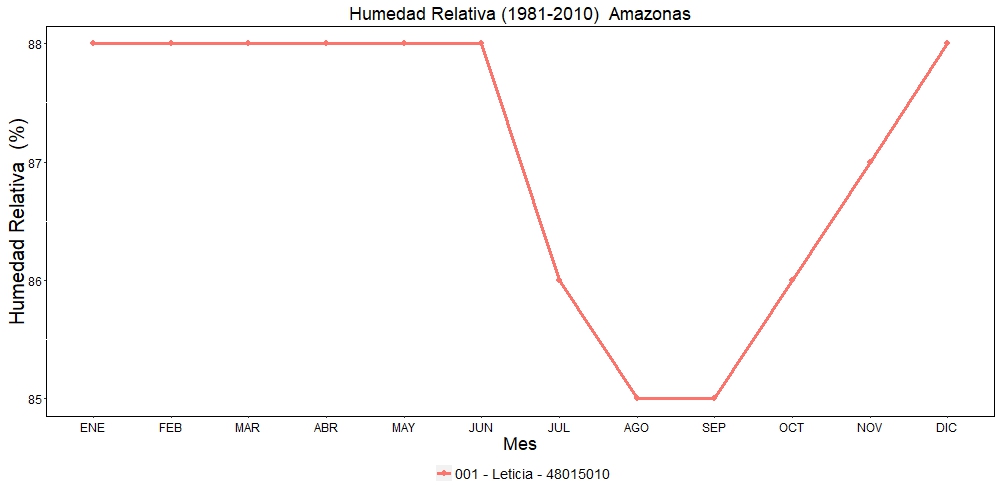 Humedad Relativa (1981-2010)  Amazonas
Humedad Relativa  (%)
88
87
86
85
ENE FEB MAR ABR MAY JUN JUL AGO SEP OCT NOV DIC
Mes
001 - Leticia - 48015010